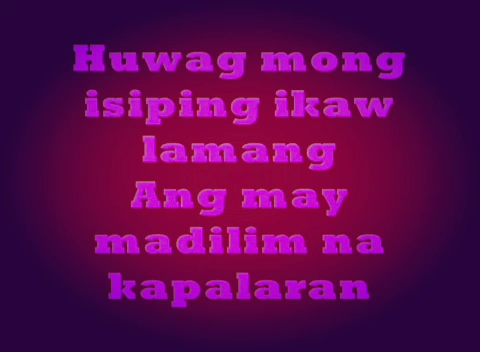 Huwag mong
isiping ikaw
lamang
Ang may
madilim na
kapalaran